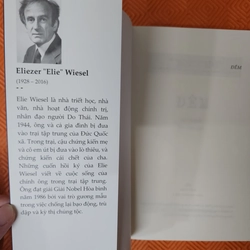 Eliezer "Elie" Wiesel
(1928 - 2016)
Elie Wiesel là nhà triết học, nhà
văn, nhà hoạt động chính trị,
nhân đạo người Do Thái. Năm
1944, ông và cả gia đình bị đưa
vào trại tập trung của Đức Quốc
xã. Trong trại, cậu chứng kiến mẹ
và cô em út bị đưa vào lò thiêu, và
chứng kiến cái chết của cha.
Những cuốn hồi ký của Elie
Wiesel viết về cuộc sống của
chính ông trong trại tập trung.
Ông đạt giải Giải Nobel Hòa bình
năm 1986 bởi vai trò gương mẫu
trong việc chống lại bạo động, trù
dập và kỳ thị chủng tộc.
ĐÊM